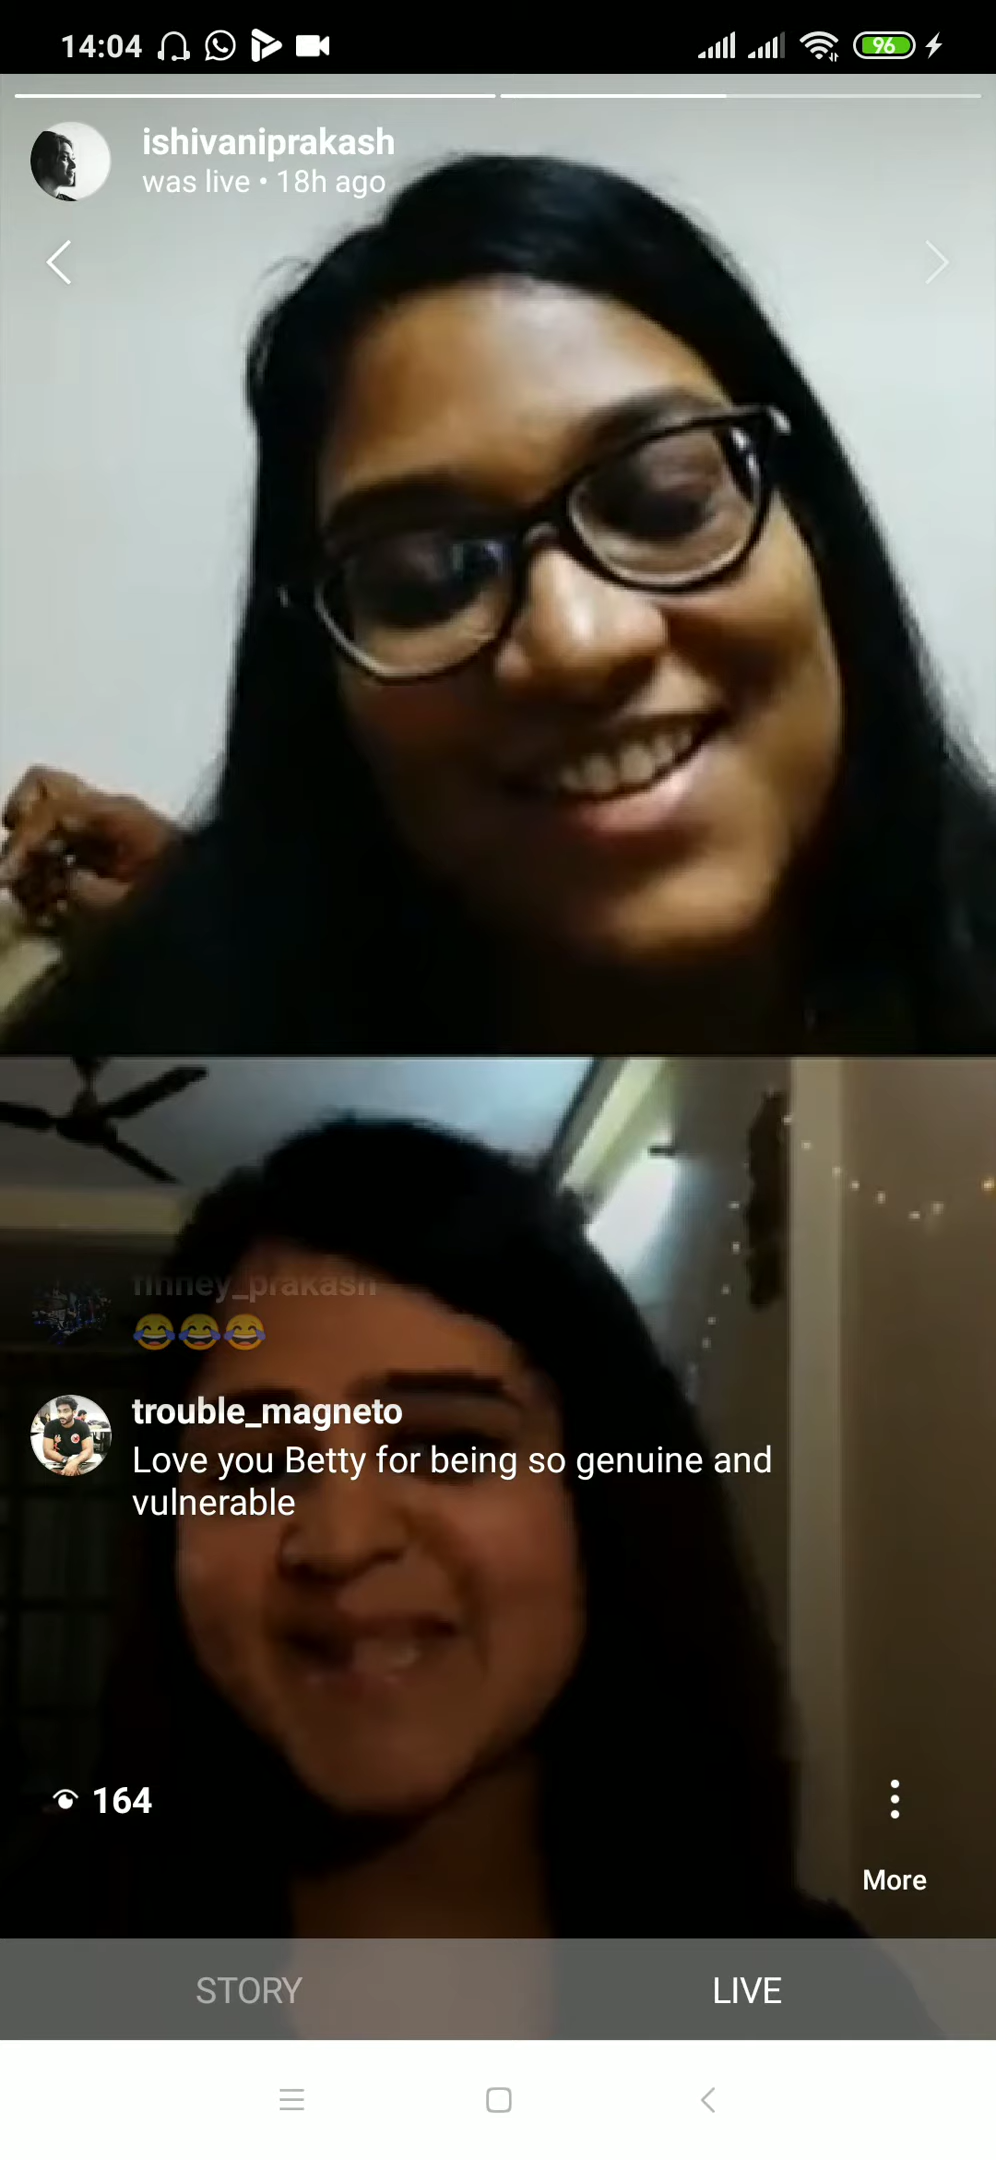 14:04
96
ishivaniprakash
was live • 18h ago
finney_prakash
😂😂😂
trouble_magneto
Love you Betty for being so genuine and
vulnerable
164
More
STORY
LIVE